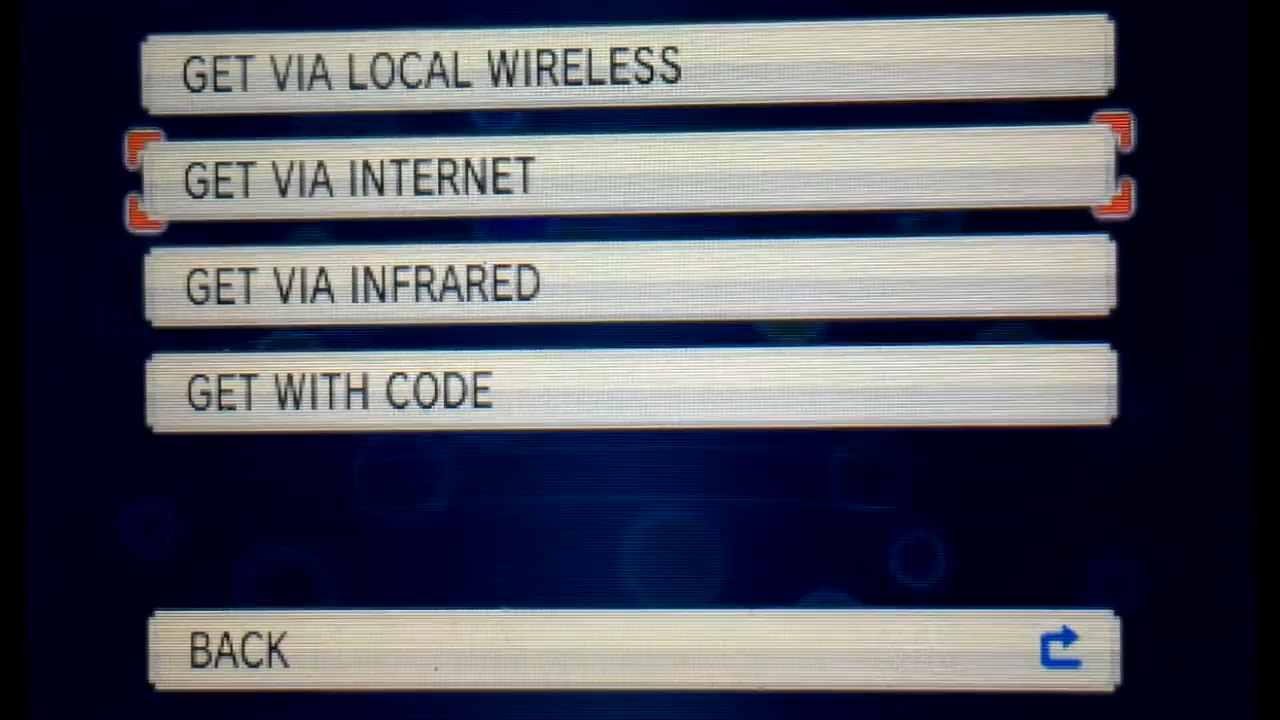 GET VIA LOCAL WIRELESS
GET VIA INTERNET
GET VIA INFRARED
GET WITH CODE
BACK